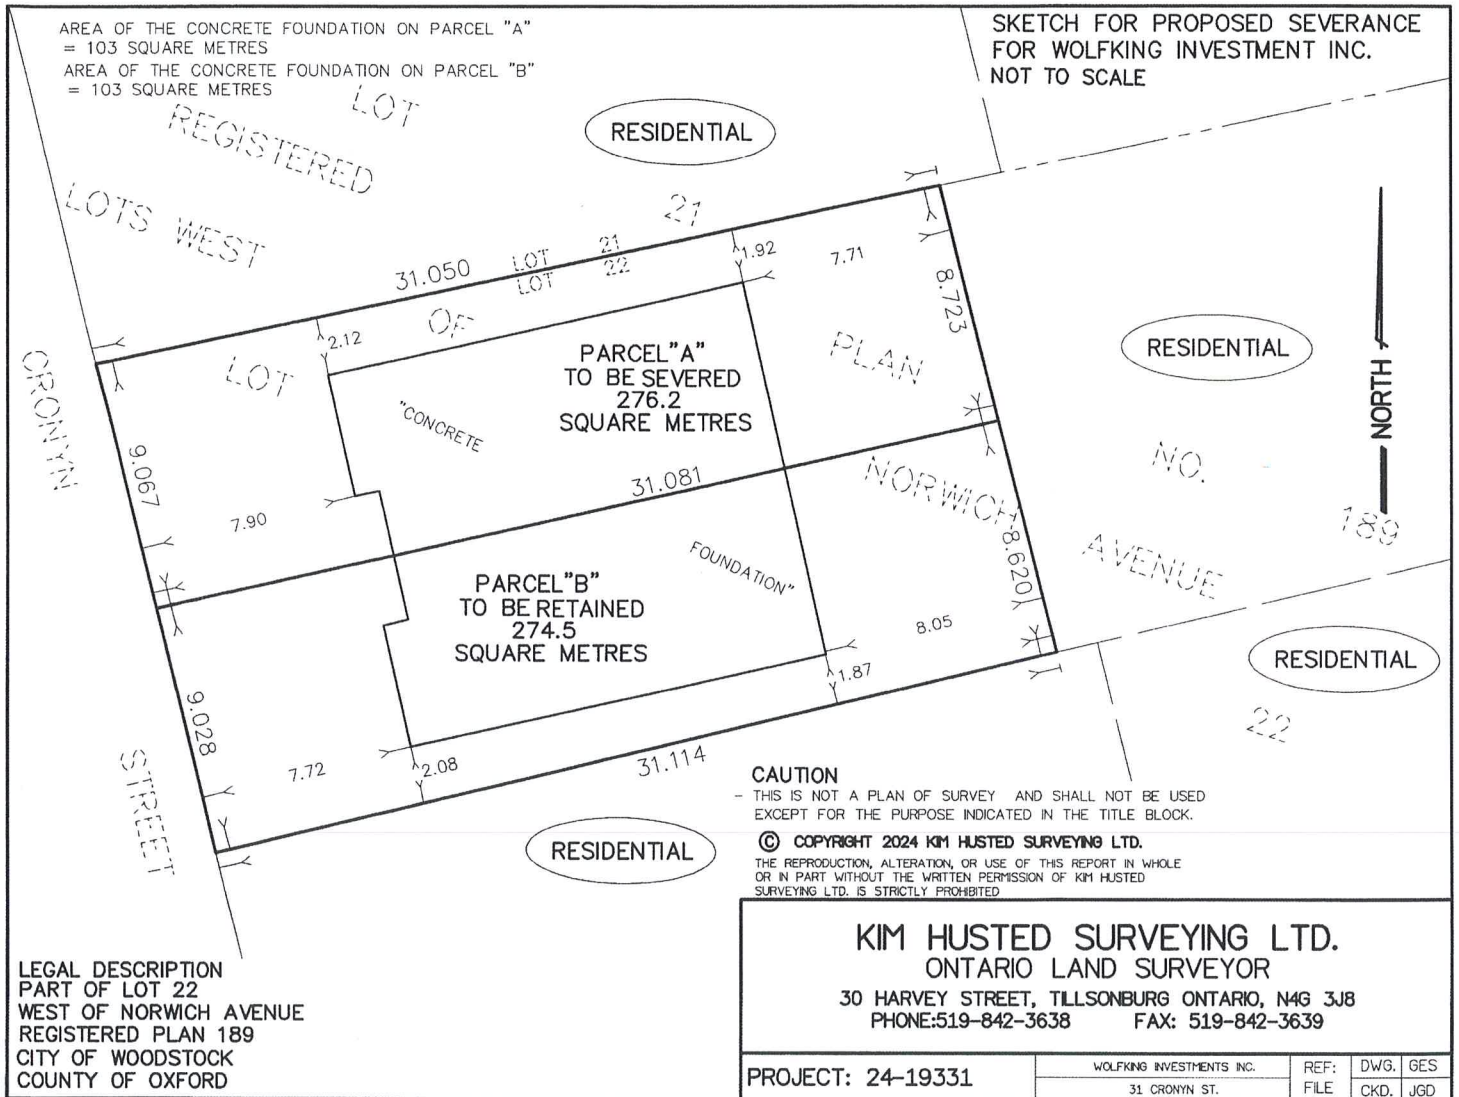 AREA OF THE CONCRETE FOUNDATION ON PARCEL "A"
= 103 SQUARE METRES
AREA OF THE CONCRETE FOUNDATION ON PARCEL "B"
= 103 SQUARE METRES
SKETCH FOR PROPOSED SEVERANCE
FOR WOLFKING INVESTMENT INC.
NOT TO SCALE
LOT
REGISTERED
LOTS WEST
RESIDENTIAL
21
31.050
LOT 21
LOT 22
1.92
7.71
8.723
2.12
OF
LOT
PLAN
RESIDENTIAL
NORTH
CRONYN
PARCEL"A"
TO BE SEVERED
276.2
SQUARE METRES
"CONCRETE
9.067
31.081
7.90
NORWICH
NO.
189
AVENUE
8.620
FOUNDATION"
PARCEL"B"
TO BE RETAINED
274.5
SQUARE METRES
8.05
RESIDENTIAL
1.87
22
9.028
STREET
7.72
2.08
31.114
RESIDENTIAL
CAUTION
- THIS IS NOT A PLAN OF SURVEY AND SHALL NOT BE USED
EXCEPT FOR THE PURPOSE INDICATED IN THE TITLE BLOCK.
© COPYRIGHT 2024 KIM HUSTED SURVEYING LTD.
THE REPRODUCTION, ALTERATION, OR USE OF THIS REPORT IN WHOLE
OR IN PART WITHOUT THE WRITTEN PERMISSION OF KIM HUSTED
SURVEYING LTD. IS STRICTLY PROHIBITED
LEGAL DESCRIPTION
PART OF LOT 22
WEST OF NORWICH AVENUE
REGISTERED PLAN 189
CITY OF WOODSTOCK
COUNTY OF OXFORD
KIM HUSTED SURVEYING LTD.
ONTARIO LAND SURVEYOR
30 HARVEY STREET, TILLSONBURG ONTARIO, N4G 3J8
PHONE:519-842-3638 FAX: 519-842-3639
PROJECT: 24-19331
WOLFKING INVESTMENTS INC.
31 CRONYN ST.
REF:
FILE
DWG. GES
CKD. JGD